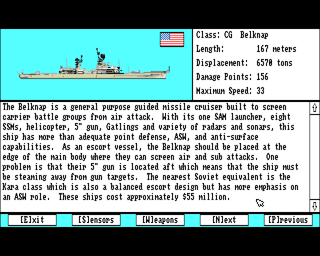 Class: CG  Belknap
Length:          167 meters
Displacement:  6570 tons
Damage Points: 156
Maximum Speed: 33
The Belknap is a general purpose guided missile cruiser built to screen
carrier battle groups from air attack.  With its one SAM launcher, eight
SSMs, helicopter, 5" gun, Gatlings and variety of radars and sonars, this
ship has more than adequate point defense, ASW, and anti-surface
capabilities.  As an escort vessel, the Belknap should be placed at the
edge of the main body where they can screen air and sub attacks.  One
problem is that their 5" gun is located aft which means that the ship must
be steaming away from gun targets.  The nearest Soviet equivalent is the
Kara class which is also a balanced escort design but has more emphasis on
an ASW role.  These ships cost approximately $55 million.
[E]xit [S]ensors [W]eapons [N]ext [P]revious